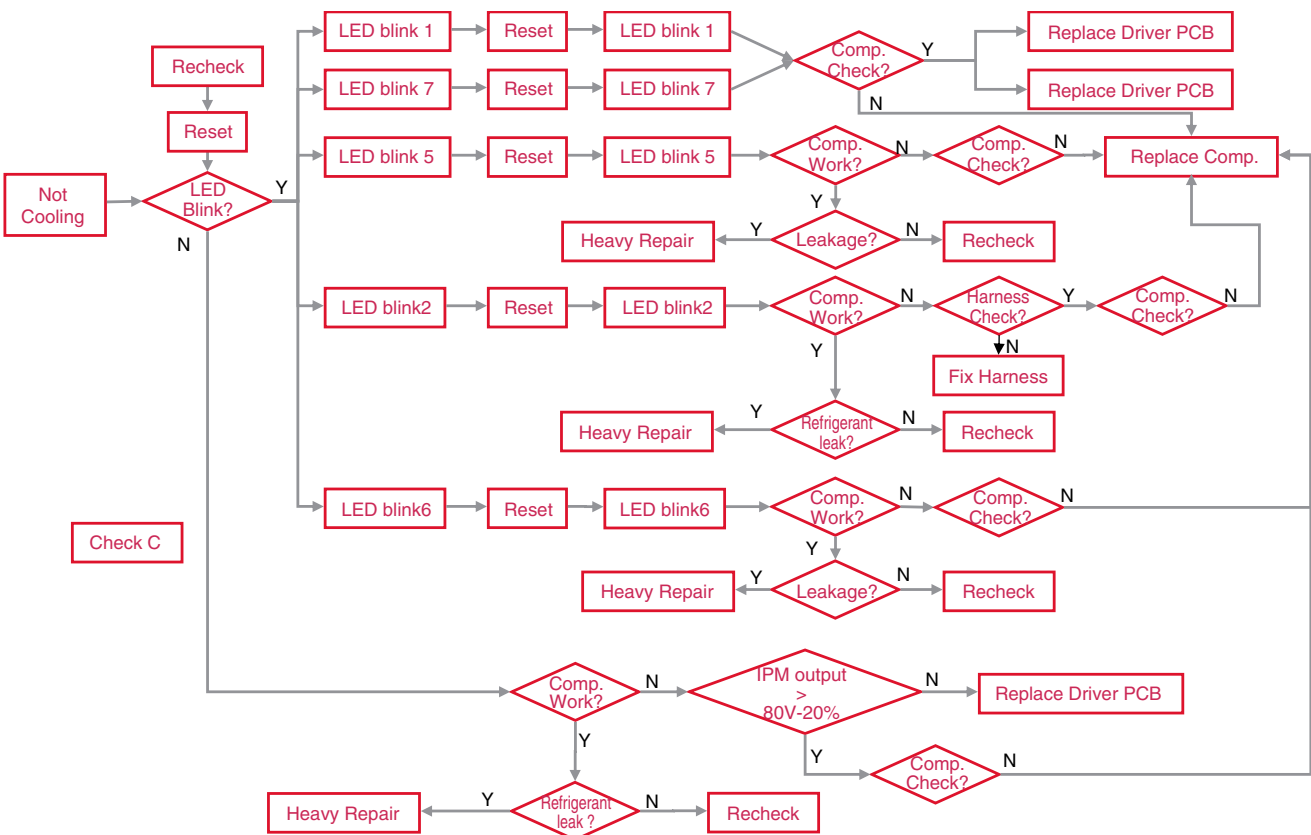 LED blink 1
Reset
LED blink 1
Comp.
Check?
Y
Replace Driver PCB
Recheck
LED blink 7
Reset
LED blink 7
Replace Driver PCB
N
Reset
LED blink 5
Reset
LED blink 5
Comp.
Work?
N
Comp.
Check?
N
Replace Comp.
Not
Cooling
LED
Blink?
Y
N
Y
Heavy Repair
Y
Leakage?
N
Recheck
LED blink2
Reset
LED blink2
Comp.
Work?
N
Harness
Check?
Y
Comp.
Check?
N
Y
N
Fix Harness
Heavy Repair
Y
Refrigerant
leak?
N
Recheck
LED blink6
Reset
LED blink6
Comp.
Work?
N
Comp.
Check?
N
Check C
Y
Heavy Repair
Y
Leakage?
N
Recheck
Comp.
Work?
N
IPM output
>
80V-20%
N
Replace Driver PCB
Y
Y
Comp.
Check?
N
Heavy Repair
Y
Refrigerant
leak ?
N
Recheck